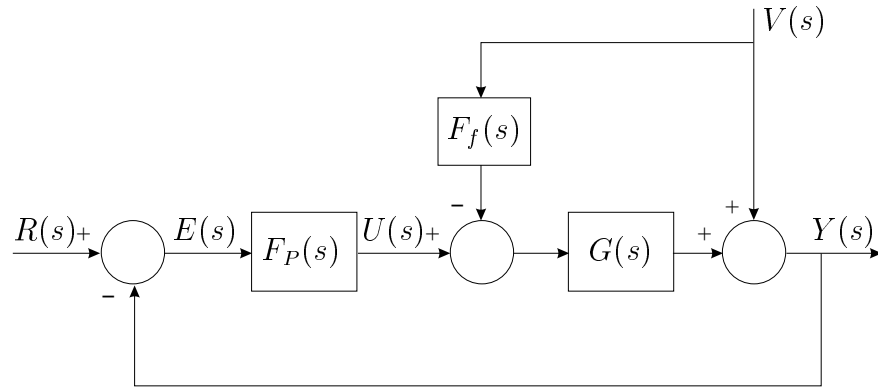 V(s)
F_f(s)
+
−
R(s)+
E(s)
F_P(s)
U(s)+
G(s)
+
Y(s)
−